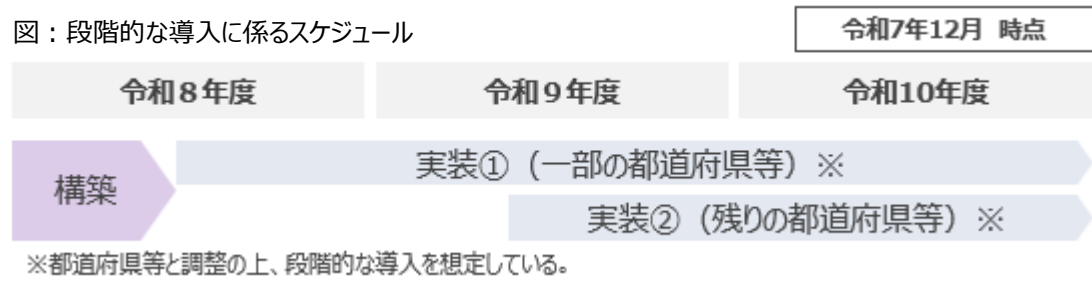 図：段階的な導入に係るスケジュール
令和7年12月 時点
令和８年度
令和９年度
令和10年度
構築
実装①（一部の都道府県等）※
実装②（残りの都道府県等）※
※都道府県等と調整の上、段階的な導入を想定している。